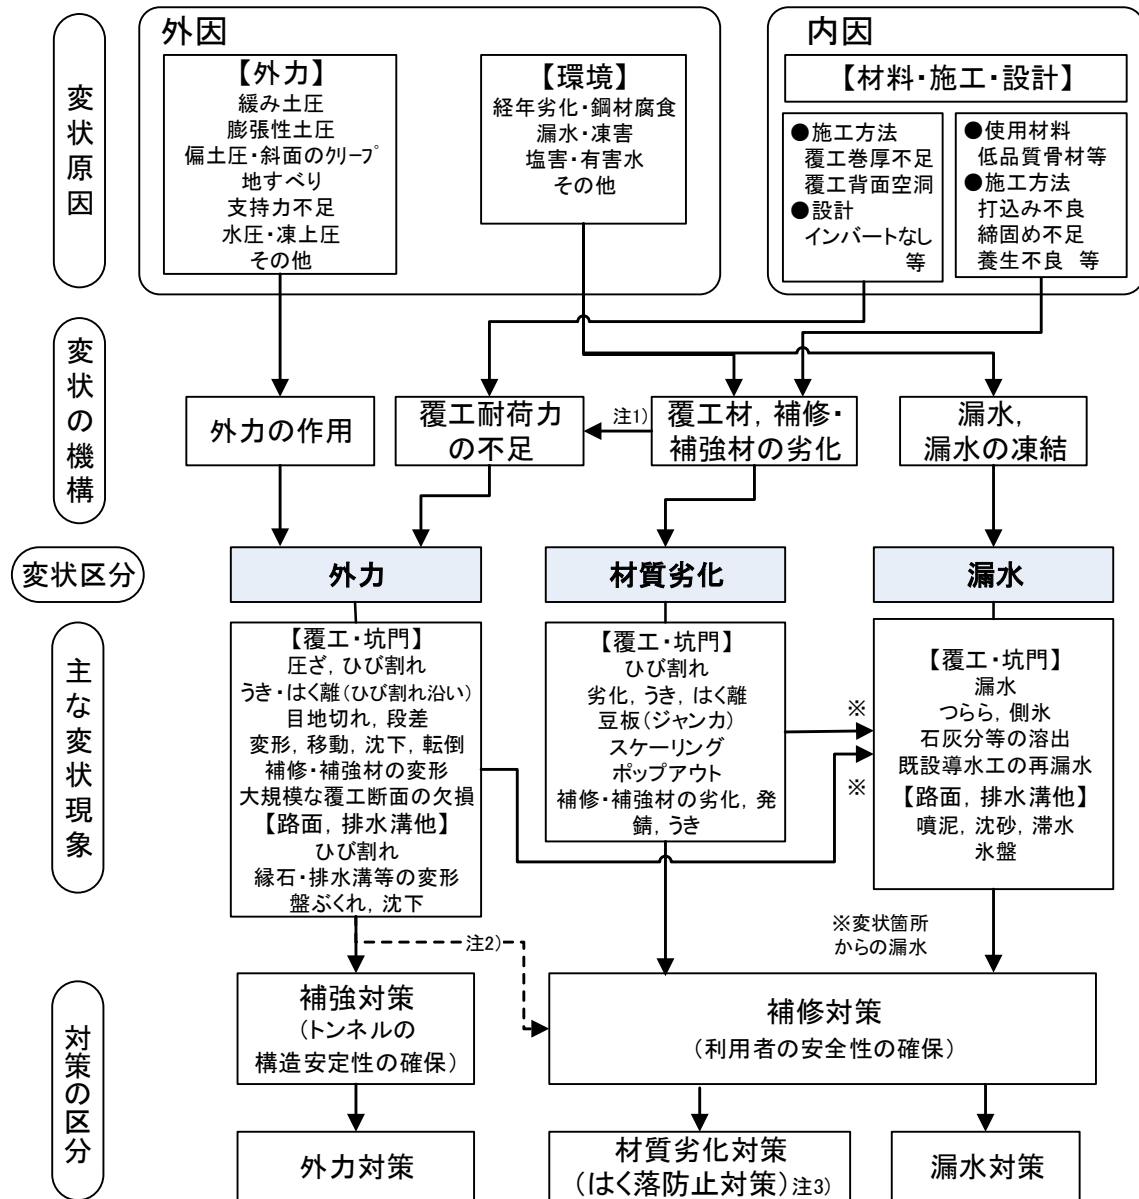 変状原因
外因
【外力】
緩み土圧
膨張性土圧
偏土圧・斜面のクリープ
地すべり
支持力不足
水圧・凍上圧
その他
【環境】
経年劣化・鋼材腐食
漏水・凍害
塩害・有害水
その他
内因
【材料・施工・設計】
●施工方法
覆工巻厚不足
覆工背面空洞
●設計
インバートなし
等
●使用材料
低品質骨材等
●施工方法
打込み不良
締固め不足
養生不良 等
変状の機構
外力の作用
覆工耐荷力
の不足
注1)
覆工材，補修・
補強材の劣化
漏水，
漏水の凍結
変状区分
外力
材質劣化
漏水
主な変状現象
【覆工・坑門】
圧ざ，ひび割れ
うき・はく離（ひび割れ沿い）
目地切れ，段差
変形，移動，沈下，転倒
補修・補強材の変形
大規模な覆工断面の欠損
【路面，排水溝他】
ひび割れ
縁石・排水溝等の変形
盤ぶくれ，沈下
【覆工・坑門】
ひび割れ
劣化，うき，はく離
豆板（ジャンカ）
スケーリング
ポップアウト
補修・補強材の劣化，発
錆，うき
※
※
【覆工・坑門】
漏水
つらら，側氷
石灰分等の溶出
既設導水工の再漏水
【路面，排水溝他】
噴泥，沈砂，滞水
氷盤
※変状箇所
からの漏水
注2)
対策の区分
補強対策
（トンネルの
構造安定性の確保）
補修対策
（利用者の安全性の確保）
外力対策
材質劣化対策
（はく落防止対策）注3)
漏水対策